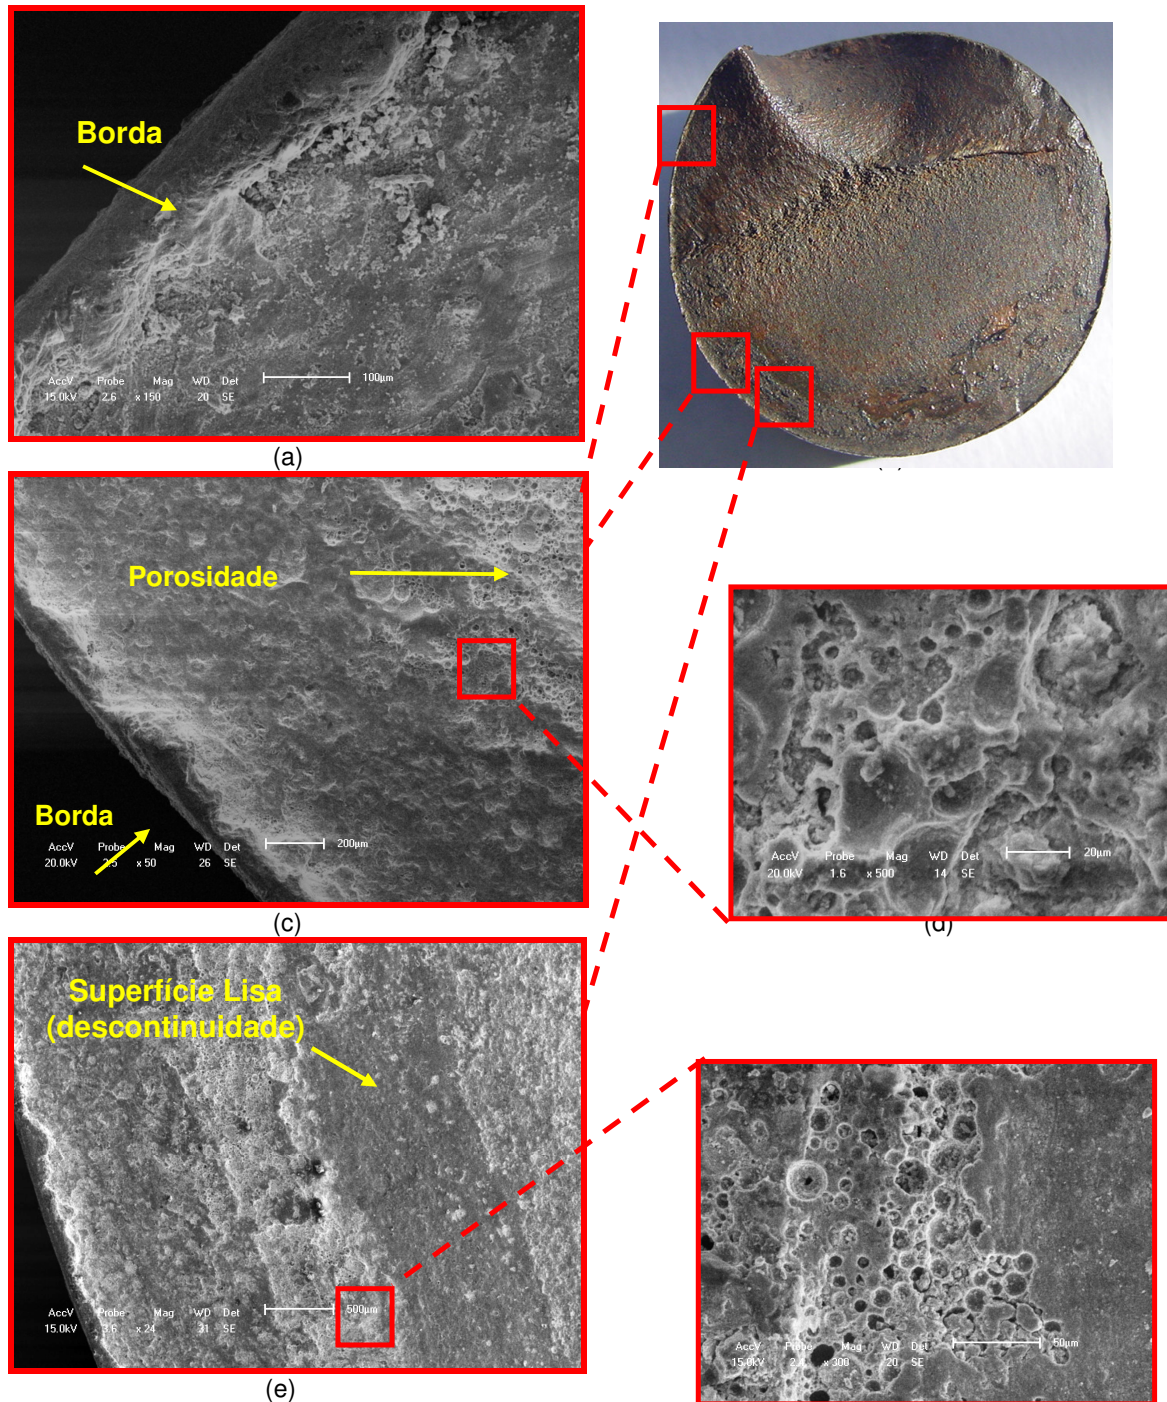 Borda
AccV Probe Mag WD Det
15.0kV 2.6 x 150 20 SE
100µm
(a)
Porosidade
Borda
AccV Probe Mag WD Det
20.0kV 2.5 x 50 26 SE
200µm
(c)
AccV Probe Mag WD Det
20.0kV 1.6 x 500 14 SE
20µm
(d)
Superfície Lisa
(descontinuidade)
AccV Probe Mag WD Det
15.0kV 3.6 x 24 31 SE
500µm
(e)
AccV Probe Mag WD Det
15.0kV x 300 20 SE
50µm